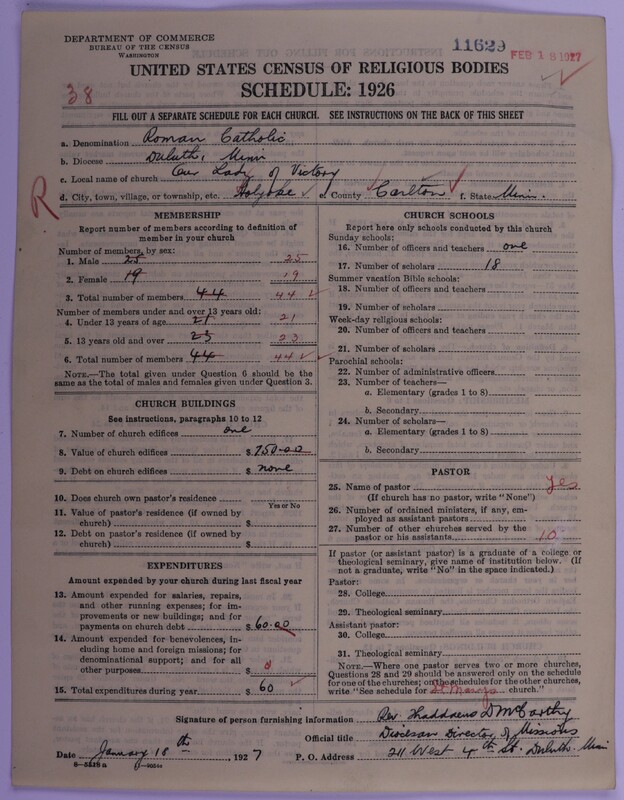 DEPARTMENT OF COMMERCE
BUREAU OF THE CENSUS
WASHINGTON
11629
FEB 18 1927
UNITED STATES CENSUS OF RELIGIOUS BODIES
38
SCHEDULE: 1926
FILL OUT A SEPARATE SCHEDULE FOR EACH CHURCH. SEE INSTRUCTIONS ON THE BACK OF THIS SHEET
a. Denomination Roman Catholic
b. Diocese Duluth, Minn
c. Local name of church Our Lady of Victory
d. City, town, village, or township, etc. Holyoke e. County Carlton f. State Minn.
R
MEMBERSHIP
Report number of members according to definition of
member in your church
Number of members, by sex:
1. Male 25 25
2. Female 19 19
3. Total number of members 44 44
Number of members under and over 13 years old:
4. Under 13 years of age 21 21
5. 13 years old and over 23 23
6. Total number of members 44 44
NOTE.—The total given under Question 6 should be
same as the total of males and females given under Question 3.
CHURCH BUILDINGS
See instructions, paragraphs 10 to 12
7. Number of church edifices one
8. Value of church edifices $750.00
9. Debt on church edifices $ none
10. Does church own pastor's residence
Yes or No
11. Value of pastor's residence (if owned by
church) $
12. Debt on pastor's residence (if owned by
church) $
EXPENDITURES
Amount expended by your church during last fiscal year
13. Amount expended for salaries, repairs,
and other running expenses; for im-
provements or new buildings; and for
payments on church debt $60.00
14. Amount expended for benevolences, in-
cluding home and foreign missions; for
denominational support; and for all
other purposes $
15. Total expenditures during year $ 60
CHURCH SCHOOLS
Report here only schools conducted by this church
Sunday schools:
16. Number of officers and teachers one
17. Number of scholars 18
Summer vacation Bible schools:
18. Number of officers and teachers
19. Number of scholars
Week-day religious schools:
20. Number of officers and teachers
21. Number of scholars
Parochial schools:
22. Number of administrative officers
23. Number of teachers—
a. Elementary (grades 1 to 8)
b. Secondary
24. Number of scholars—
a. Elementary (grades 1 to 8)
b. Secondary
PASTOR
25. Name of pastor yes
(If church has no pastor, write "None")
26. Number of ordained ministers, if any, em-
ployed as assistant pastors
27. Number of other churches served by the
pastor or his assistants 10
If pastor (or assistant pastor) is a graduate of a college or
theological seminary, give name of institution below. (If
not a graduate, write "No" in the space indicated.)
Pastor:
28. College
29. Theological seminary
Assistant pastor:
30. College
31. Theological seminary
NOTE.—Where one pastor serves two or more churches,
Questions 28 and 29 should be answered only on the schedule
for one of the churches; on the schedules for the other churches,
write "See schedule for St Marys church."
Signature of person furnishing information Rev Thaddaeus D McCarthy
Official title Diocesan Director of Missions
Date January 18th, 1927 P. O. Address 211 West 4th St. Duluth. Minn
8—5418a